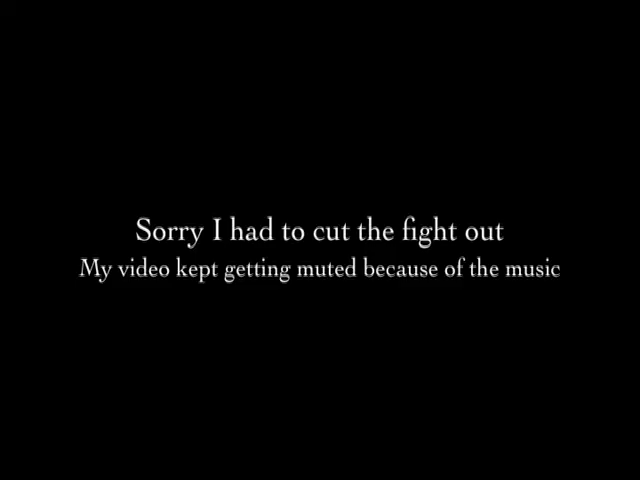 Sorry I had to cut the fight out
My video kept getting muted because of the music